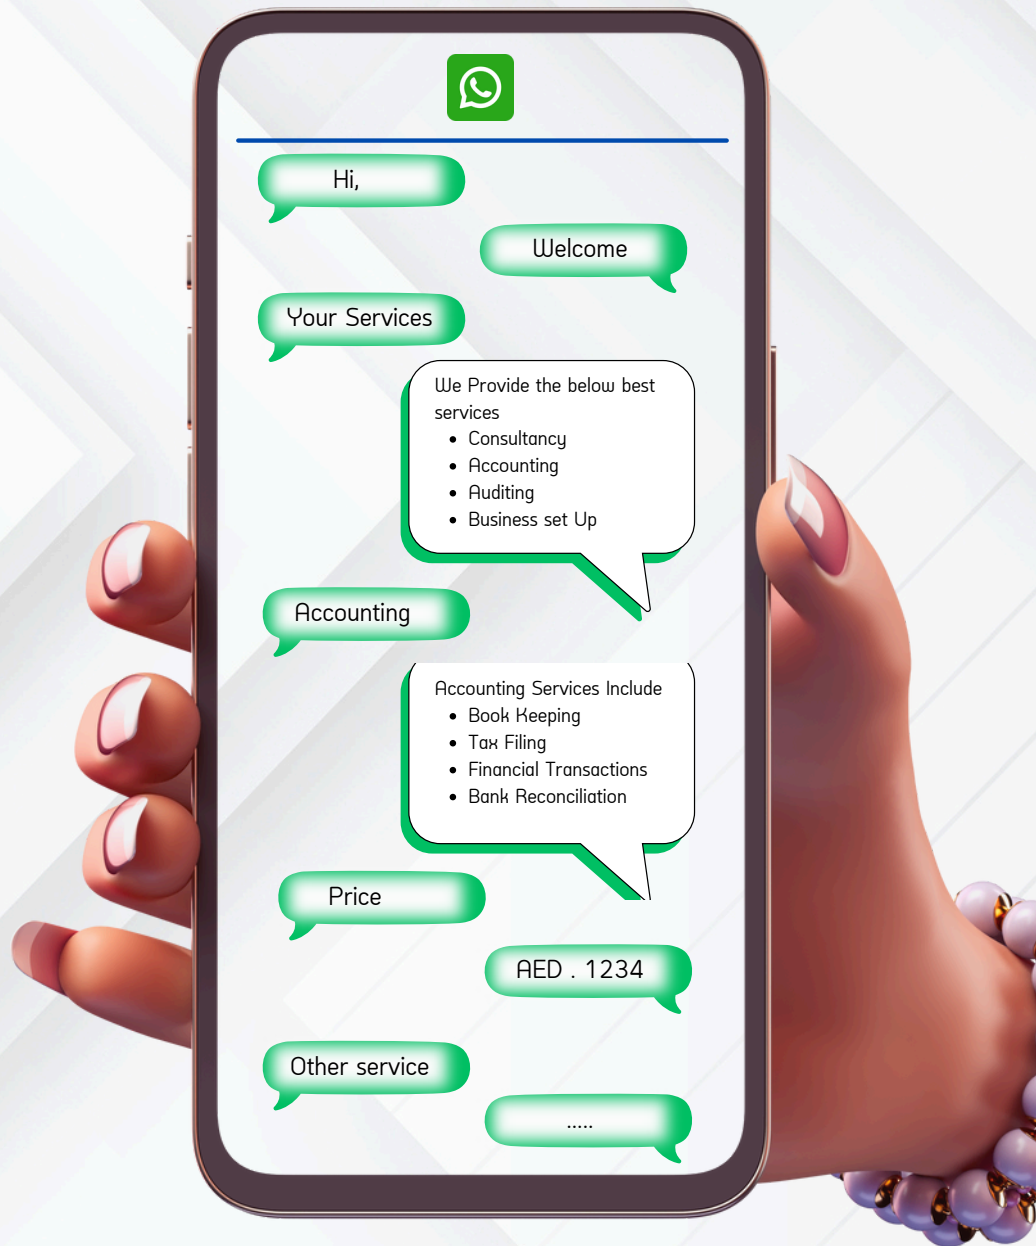 Hi,
Welcome
Your Services
We Provide the below best
services
• Consultancy
• Accounting
• Auditing
• Business set Up
Accounting
Accounting Services Include
• Book Keeping
• Tax Filing
• Financial Transactions
• Bank Reconciliation
Price
AED . 1234
Other service
.....